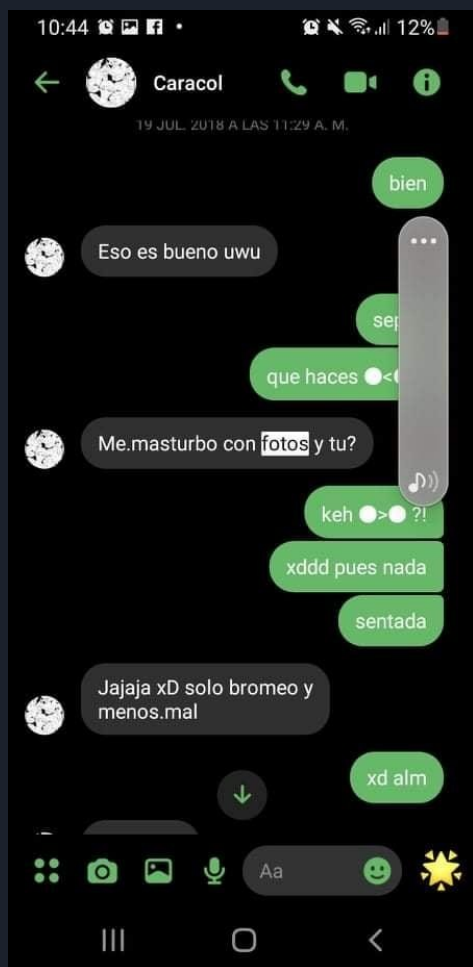 10:44
12%
Caracol
19 JUL. 2018 A LAS 11:29 A. M.
bien
Eso es bueno uwu
que haces
Me.masturbo con fotos y tu?
keh ●>● ?!
xddd pues nada
sentada
Jajaja xD solo bromeo y
menos.mal
xd alm
Aa